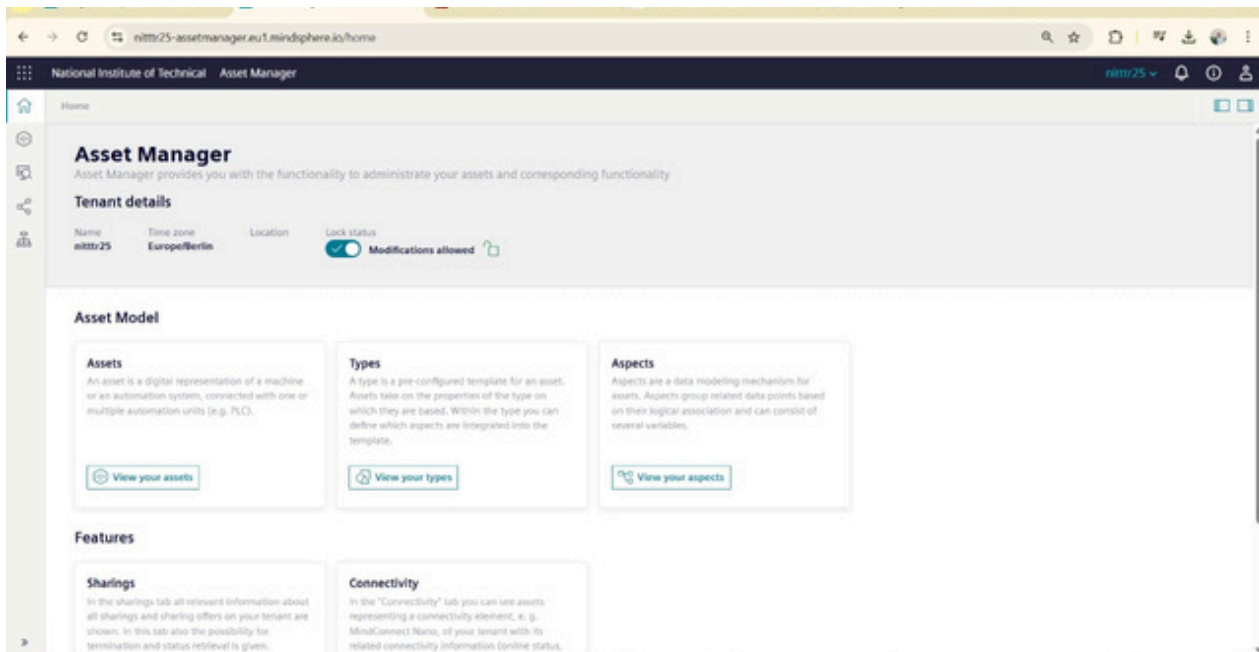 nitttr25-assetmanager.eu1.mindsphere.io/home
National Institute of Technical Asset Manager
nitttr25
Home
Asset Manager
Asset Manager provides you with the functionality to administrate your assets and corresponding functionality
Tenant details
Name Time zone Location Lock status
nitttr25 Europe/Berlin Modifications allowed
Asset Model
Assets
An asset is a digital representation of a machine
or an automation system, connected with one or
multiple automation units (e.g. PLC).
View your assets
Types
A type is a pre-configured template for an asset.
Assets take on the properties of the type on
which they are based. Within the type you can
define which aspects are integrated into the
template.
View your types
Aspects
Aspects are a data modeling mechanism for
assets. Aspects group related data points based
on their logical association and can consist of
several variables.
View your aspects
Features
Sharings
In the sharings tab all relevant information about
all sharings and sharing offers on your tenant are
shown. In this tab also the possibility for
termination and status retrieval is given.
Connectivity
In the "Connectivity" tab you can see assets
representing a connectivity element, e. g.
MindConnect Nano, of your tenant with its
related connectivity information (online status,